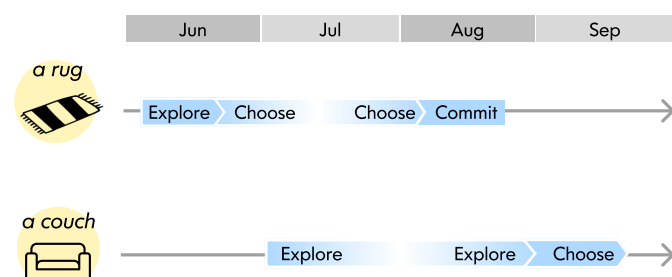 Jun Jul Aug Sep
a rug
Explore Choose Choose Commit
a couch
Explore Explore Choose